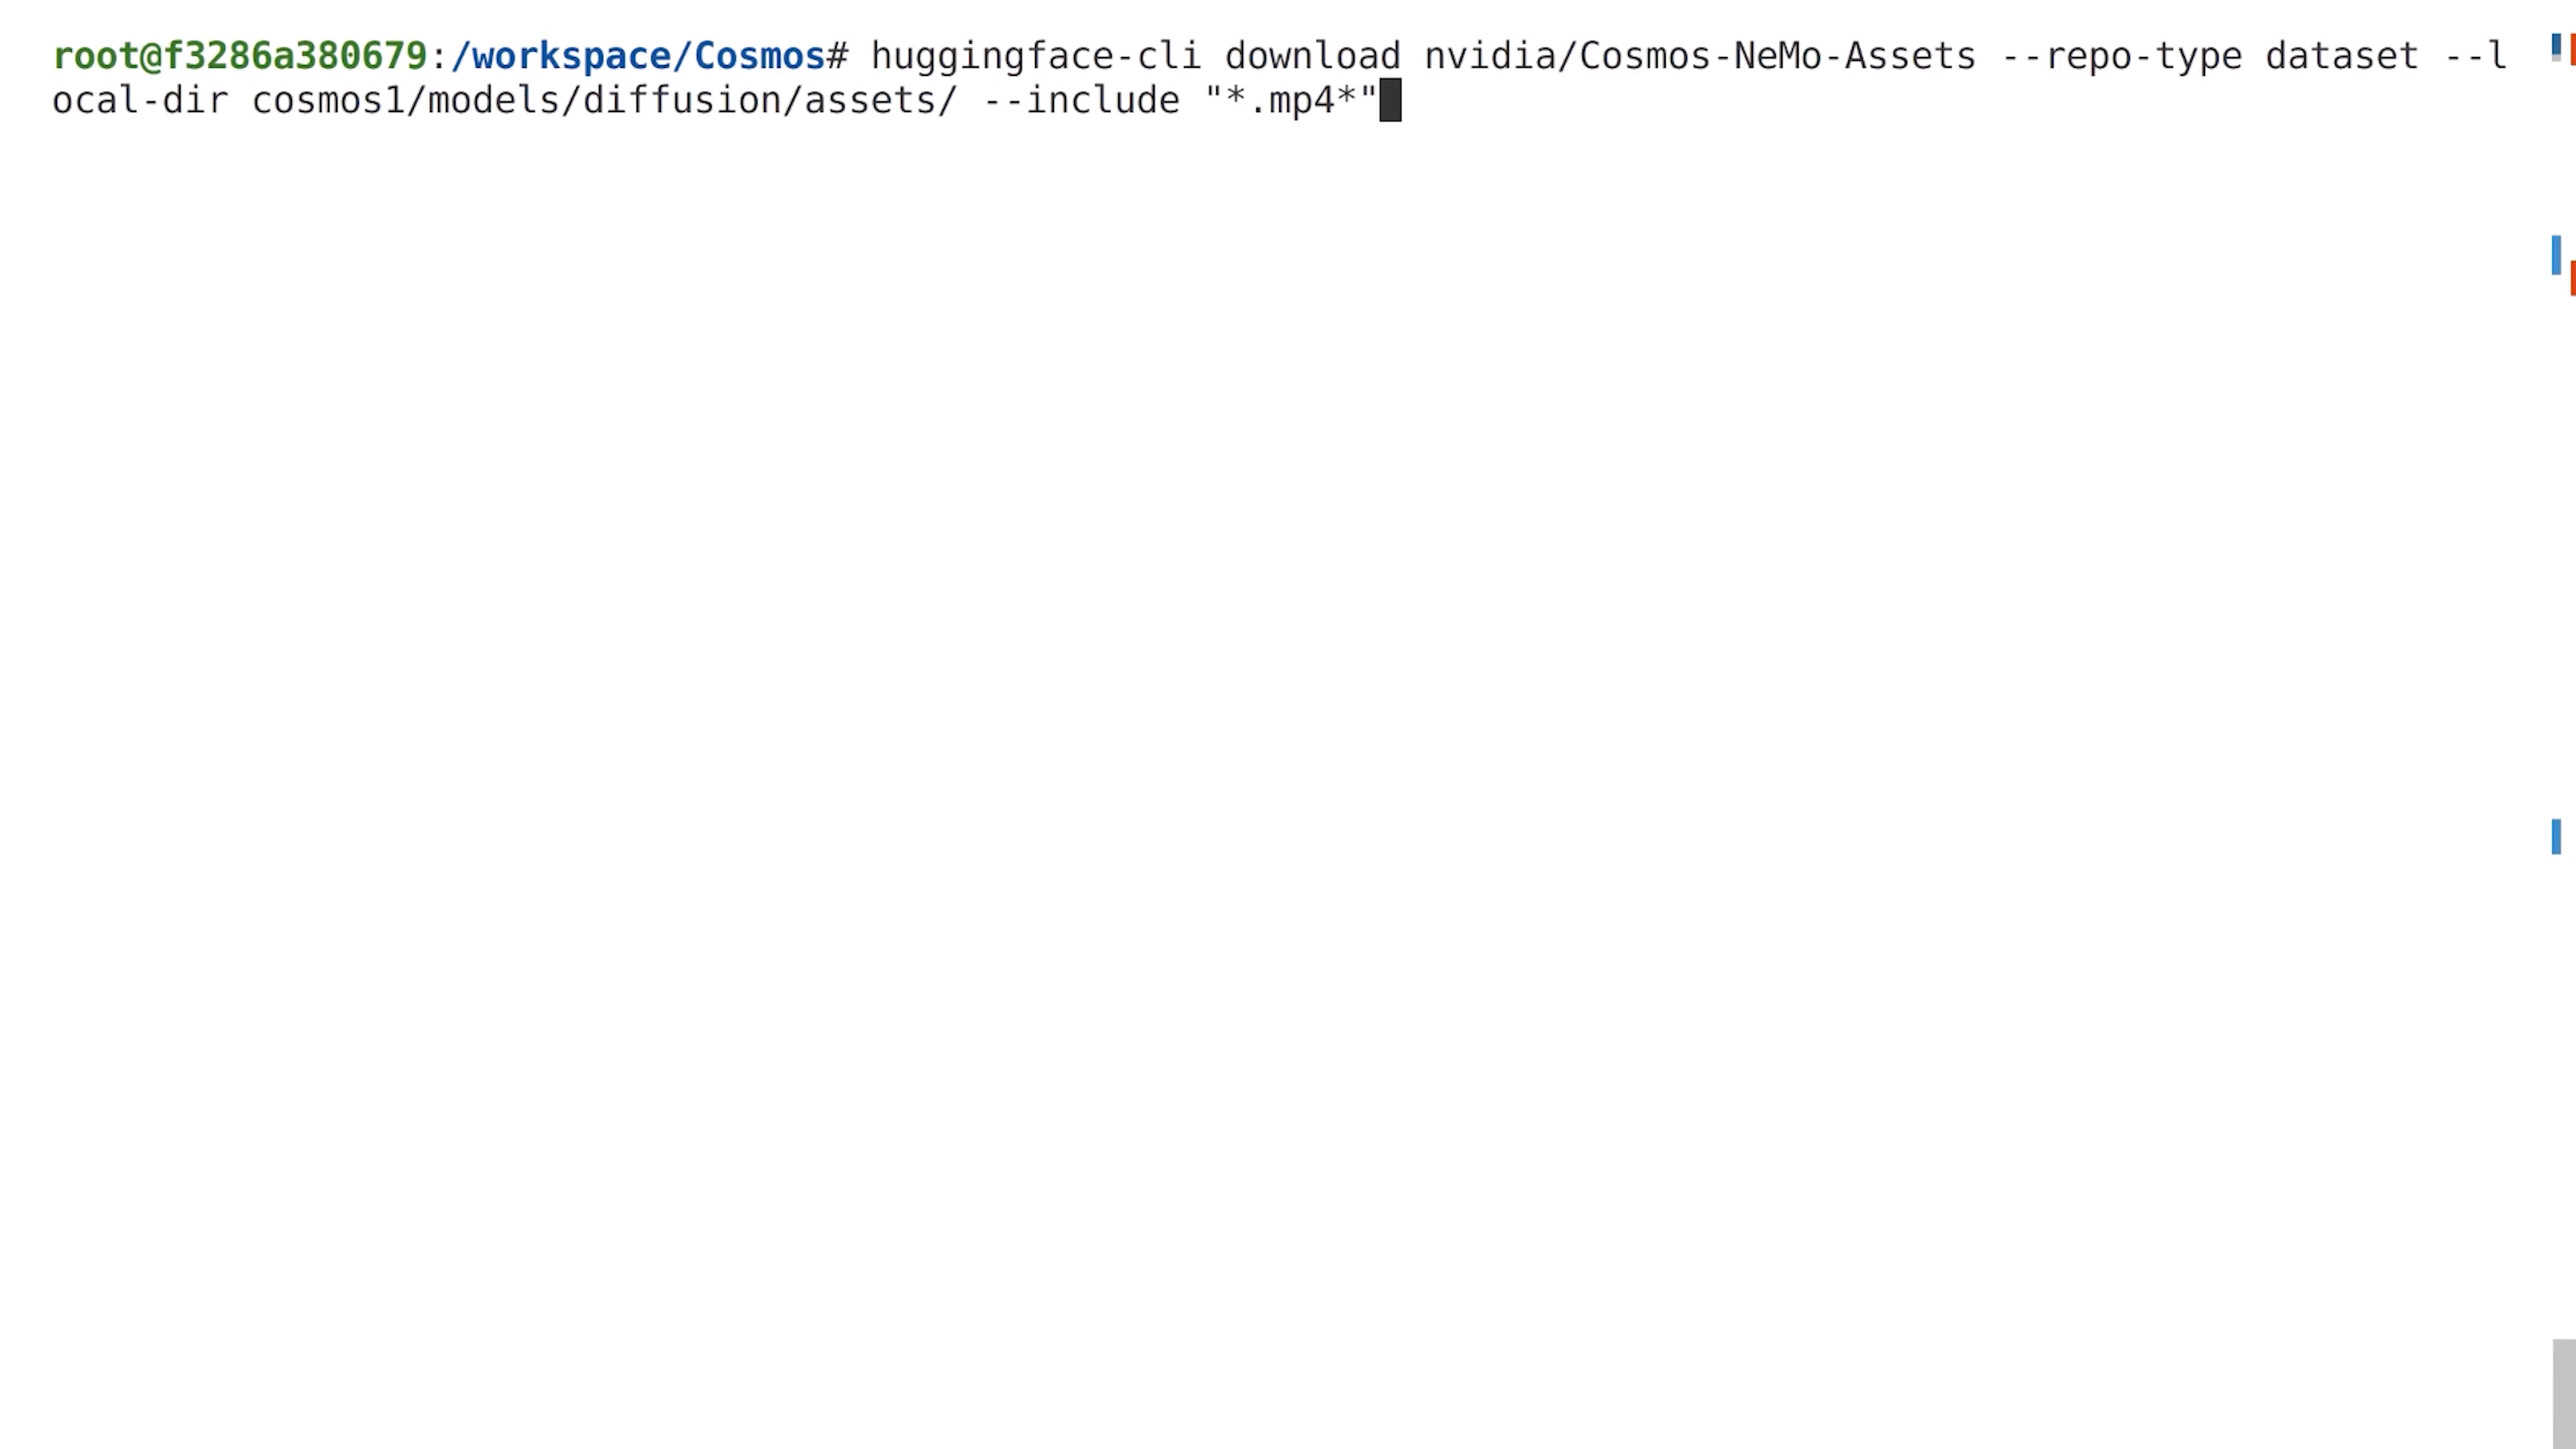 root@f3286a380679:/workspace/Cosmos# huggingface-cli download nvidia/Cosmos-NeMo-Assets --repo-type dataset --l
ocal-dir cosmos1/models/diffusion/assets/ --include "*.mp4*"